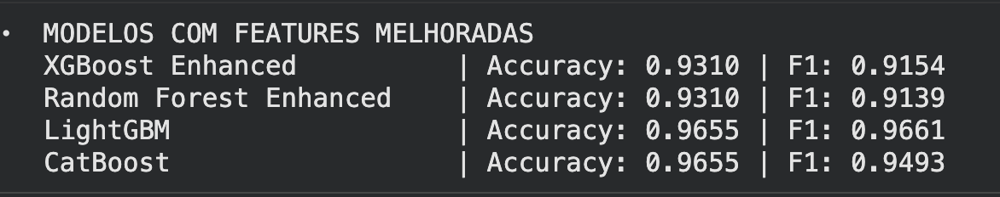 • MODELOS COM FEATURES MELHORADAS
XGBoost Enhanced | Accuracy: 0.9310 | F1: 0.9154
Random Forest Enhanced | Accuracy: 0.9310 | F1: 0.9139
LightGBM | Accuracy: 0.9655 | F1: 0.9661
CatBoost | Accuracy: 0.9655 | F1: 0.9493